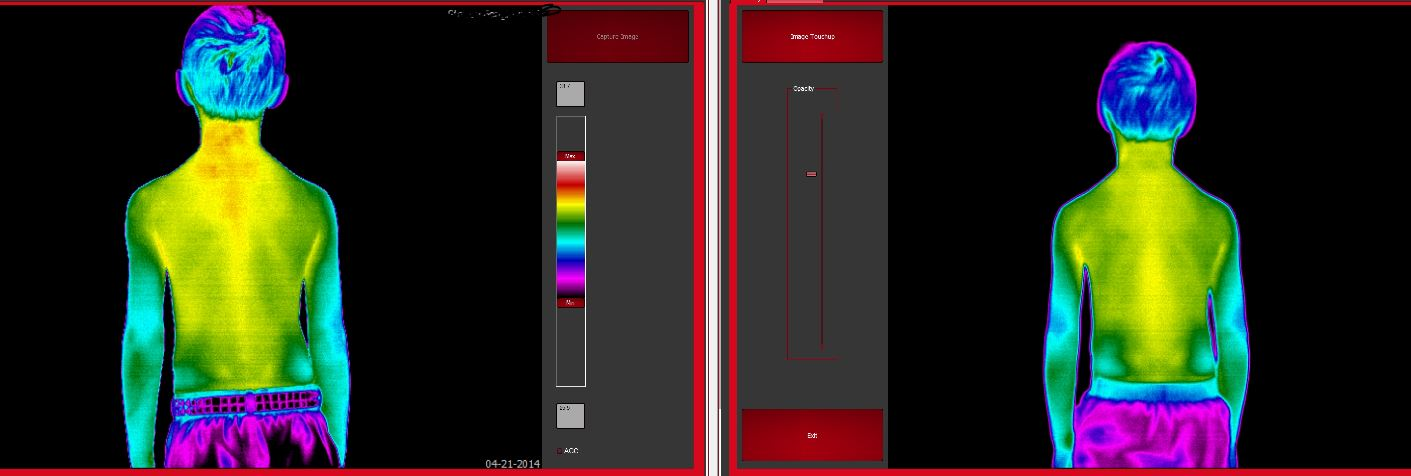 Capture Image
Max
Min
AGC
04-21-2014
Image Touchup
Opacity
Exit